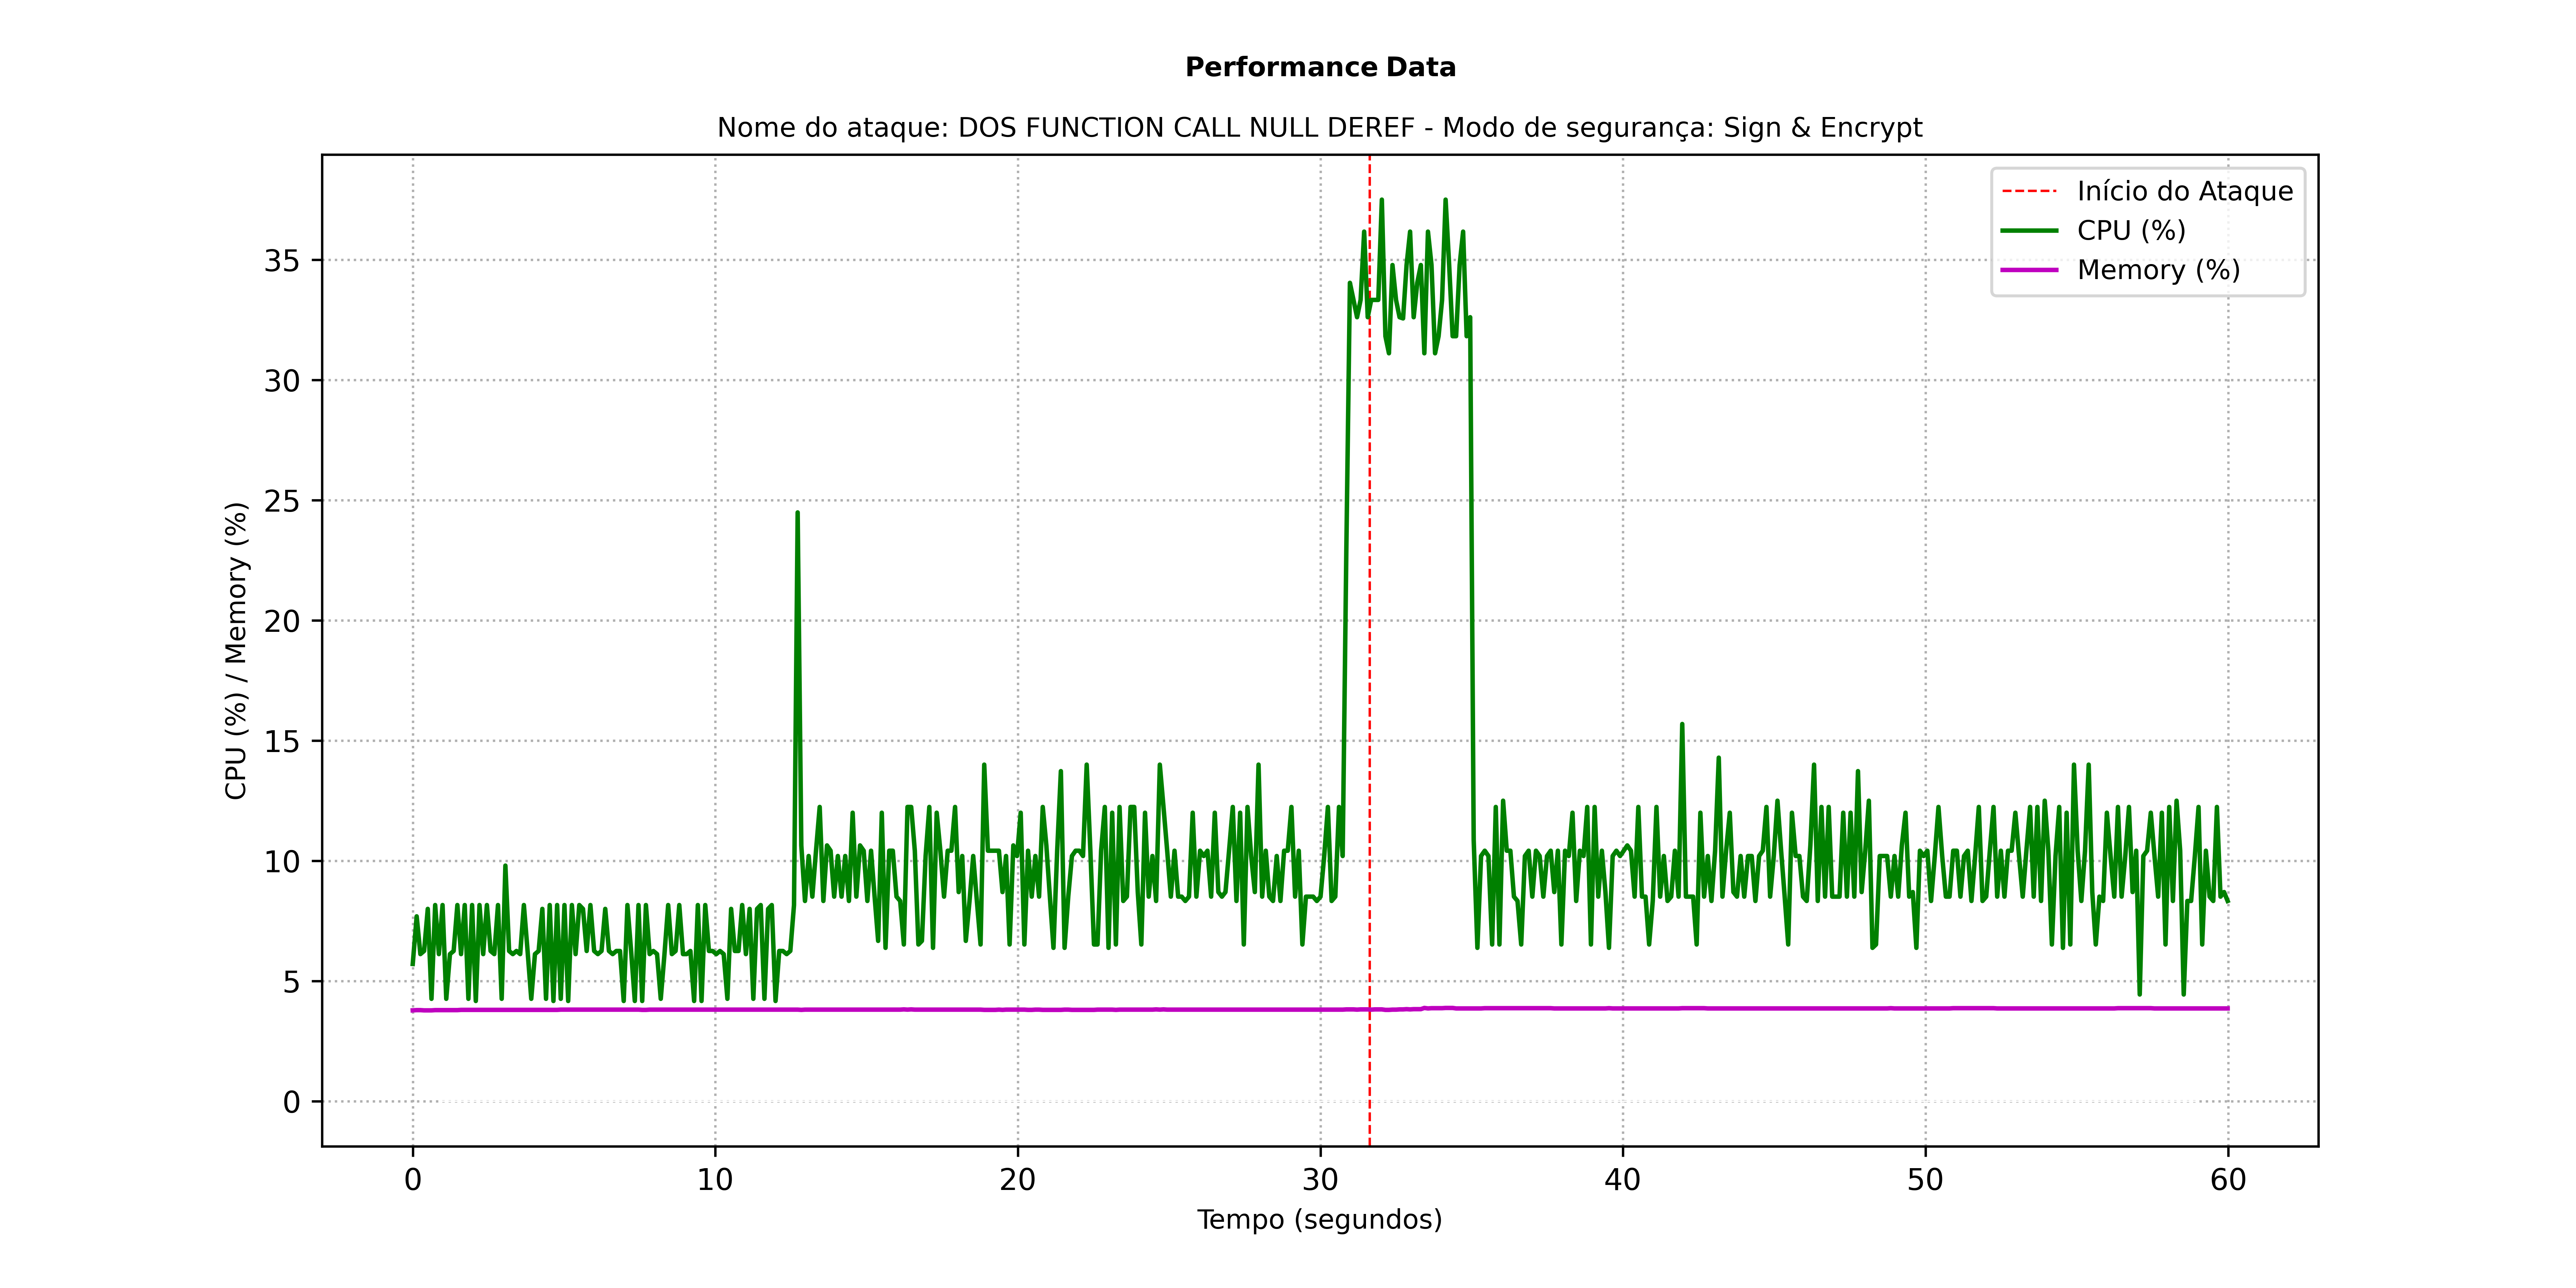 Performance Data
Nome do ataque: DOS FUNCTION CALL NULL DEREF - Modo de segurança: Sign & Encrypt
Início do Ataque
CPU (%)
Memory (%)
CPU (%) / Memory (%)
35
30
25
20
15
10
5
0
0 10 20 30 40 50 60
Tempo (segundos)